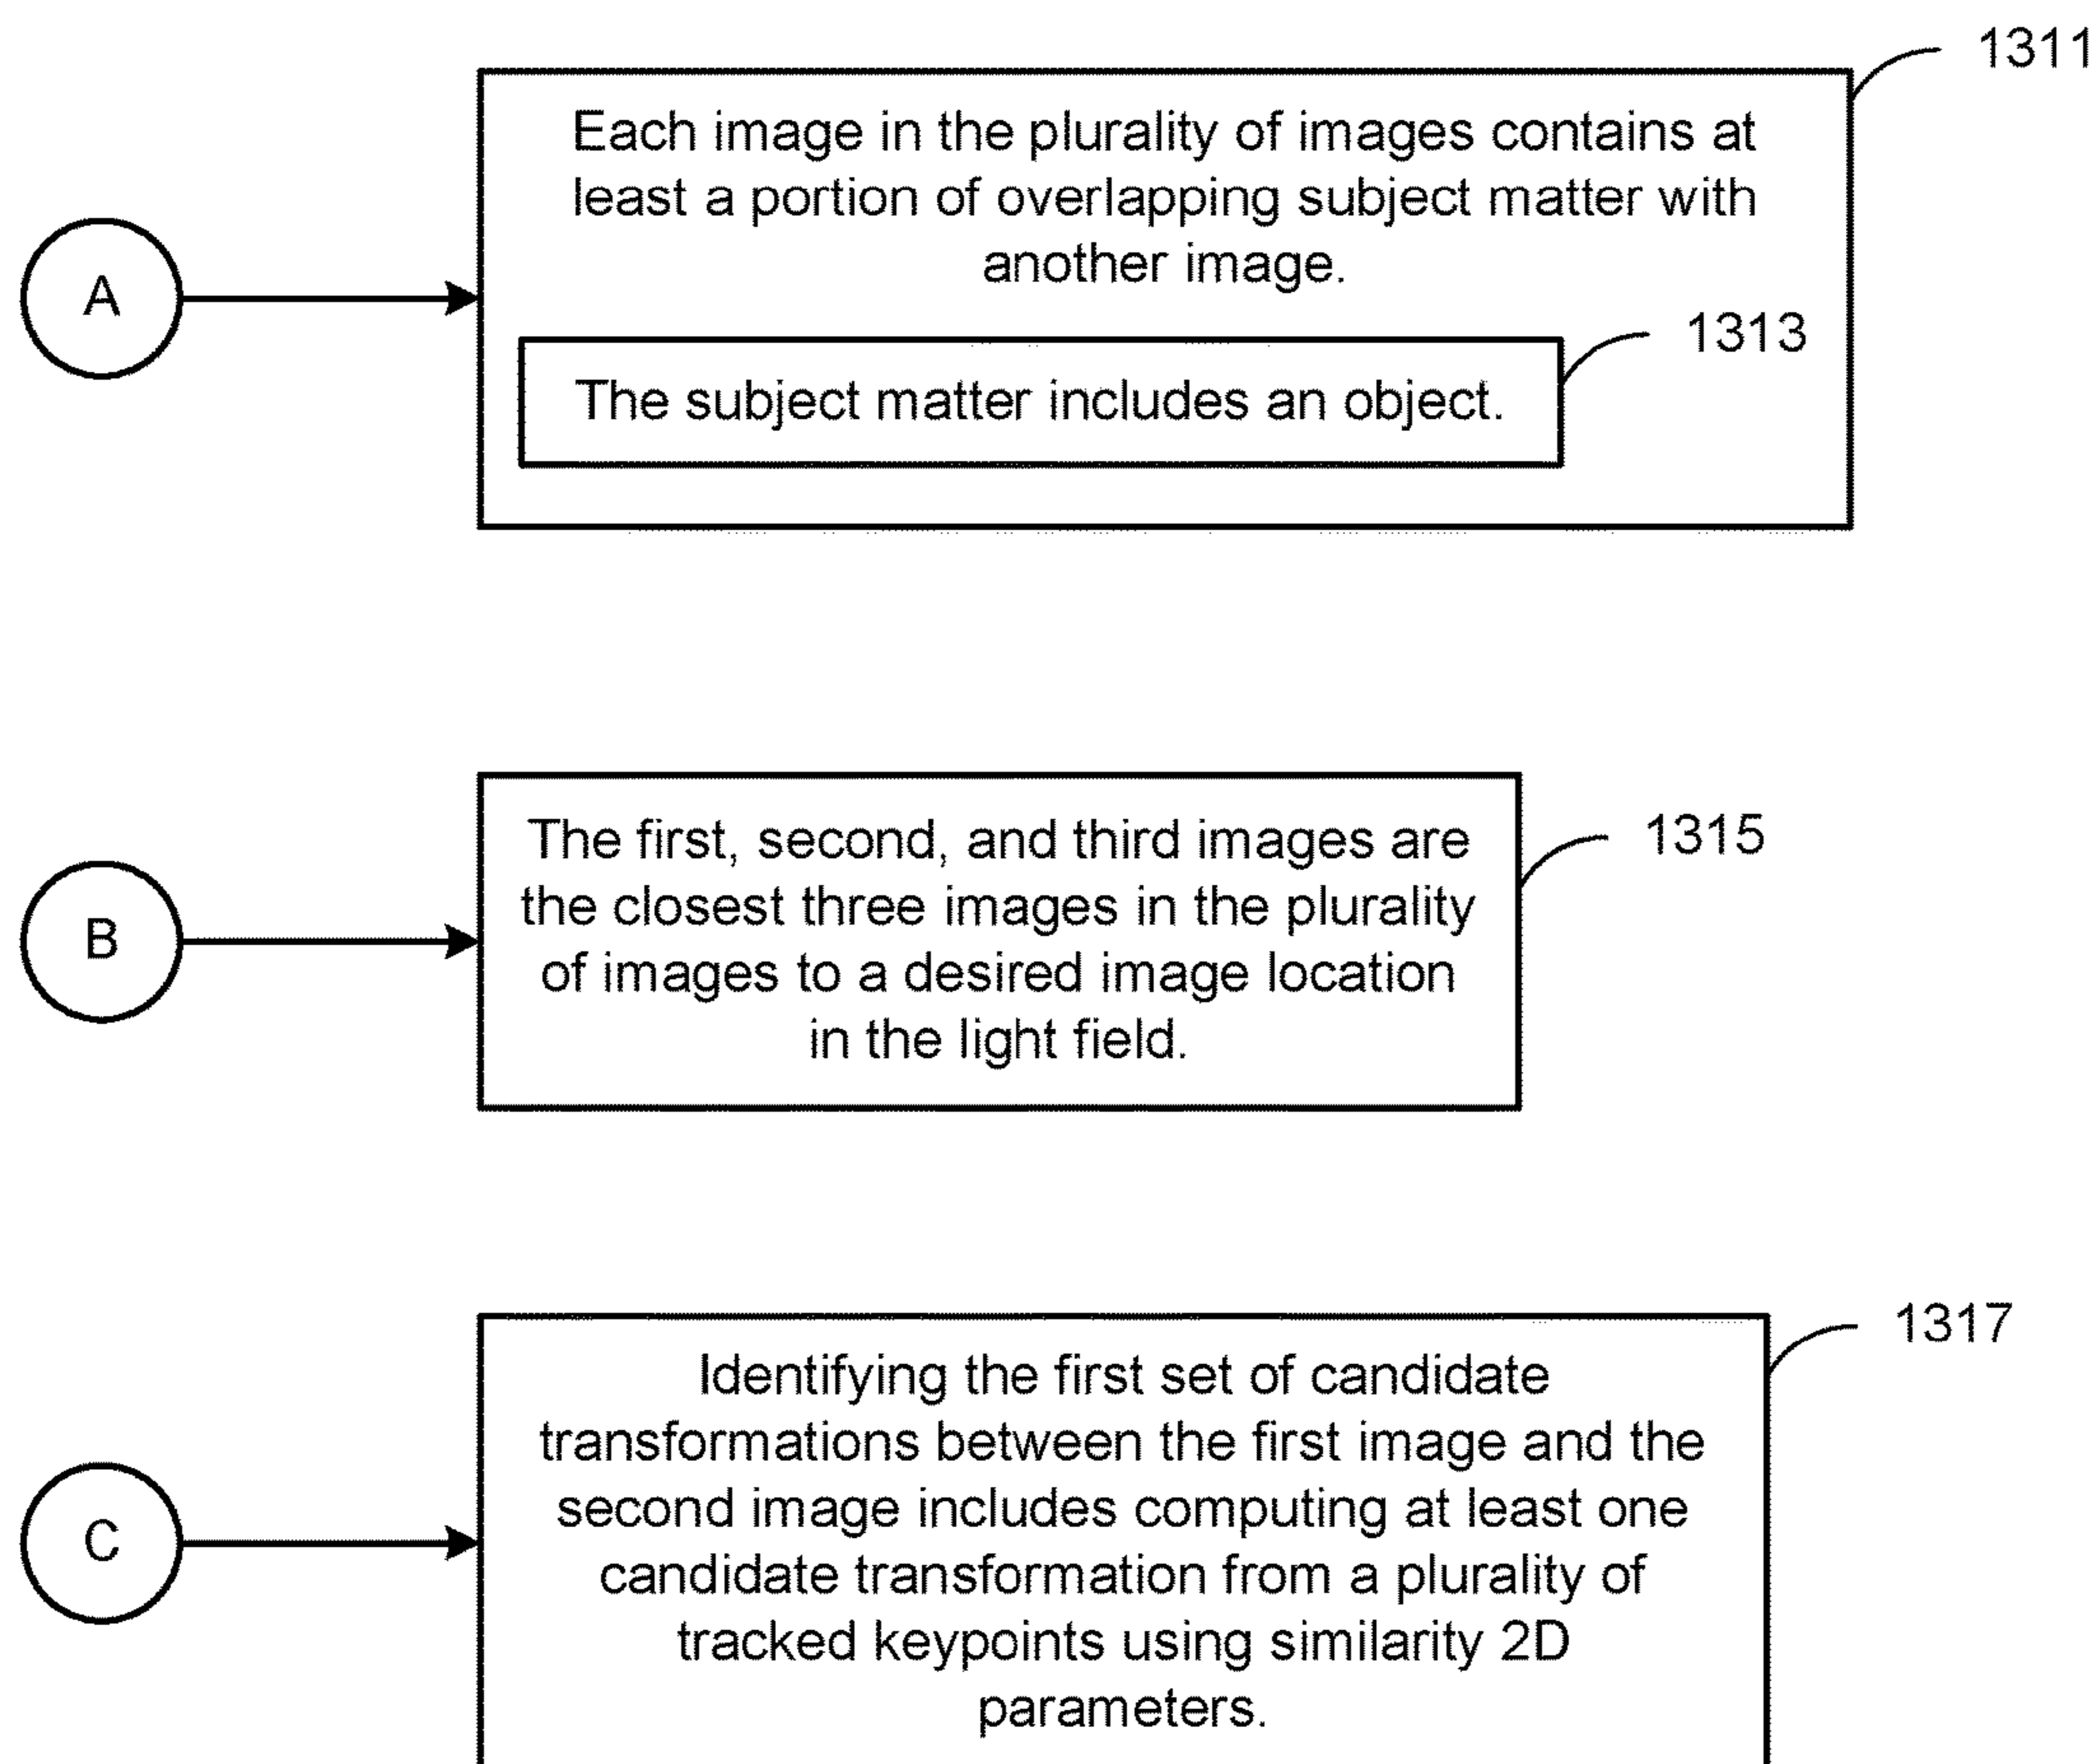 1311
Each image in the plurality of images contains at
least a portion of overlapping subject matter with
another image.
A
1313
The subject matter includes an object.
1315
The first, second, and third images are
the closest three images in the plurality
of images to a desired image location
in the light field.
B
1317
Identifying the first set of candidate
transformations between the first image and the
second image includes computing at least one
candidate transformation from a plurality of
tracked keypoints using similarity 2D
parameters.
C